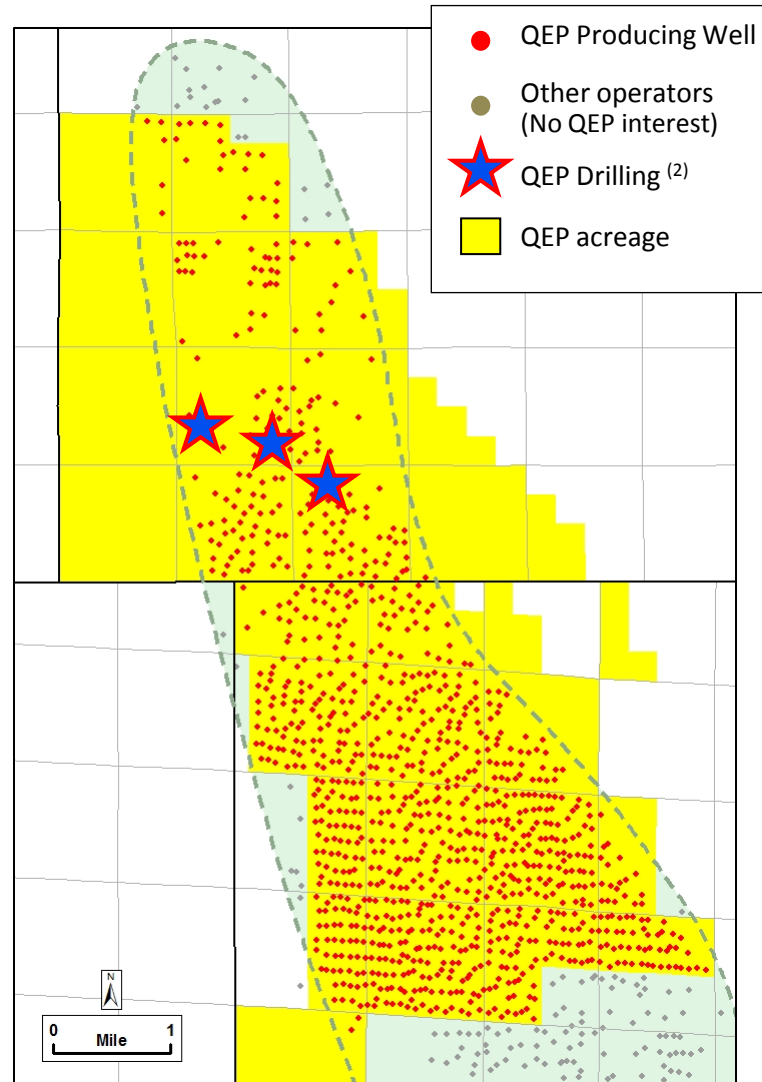 QEP Producing Well
Other operators
(No QEP interest)
QEP Drilling (2)
QEP acreage
N
0 1
Mile